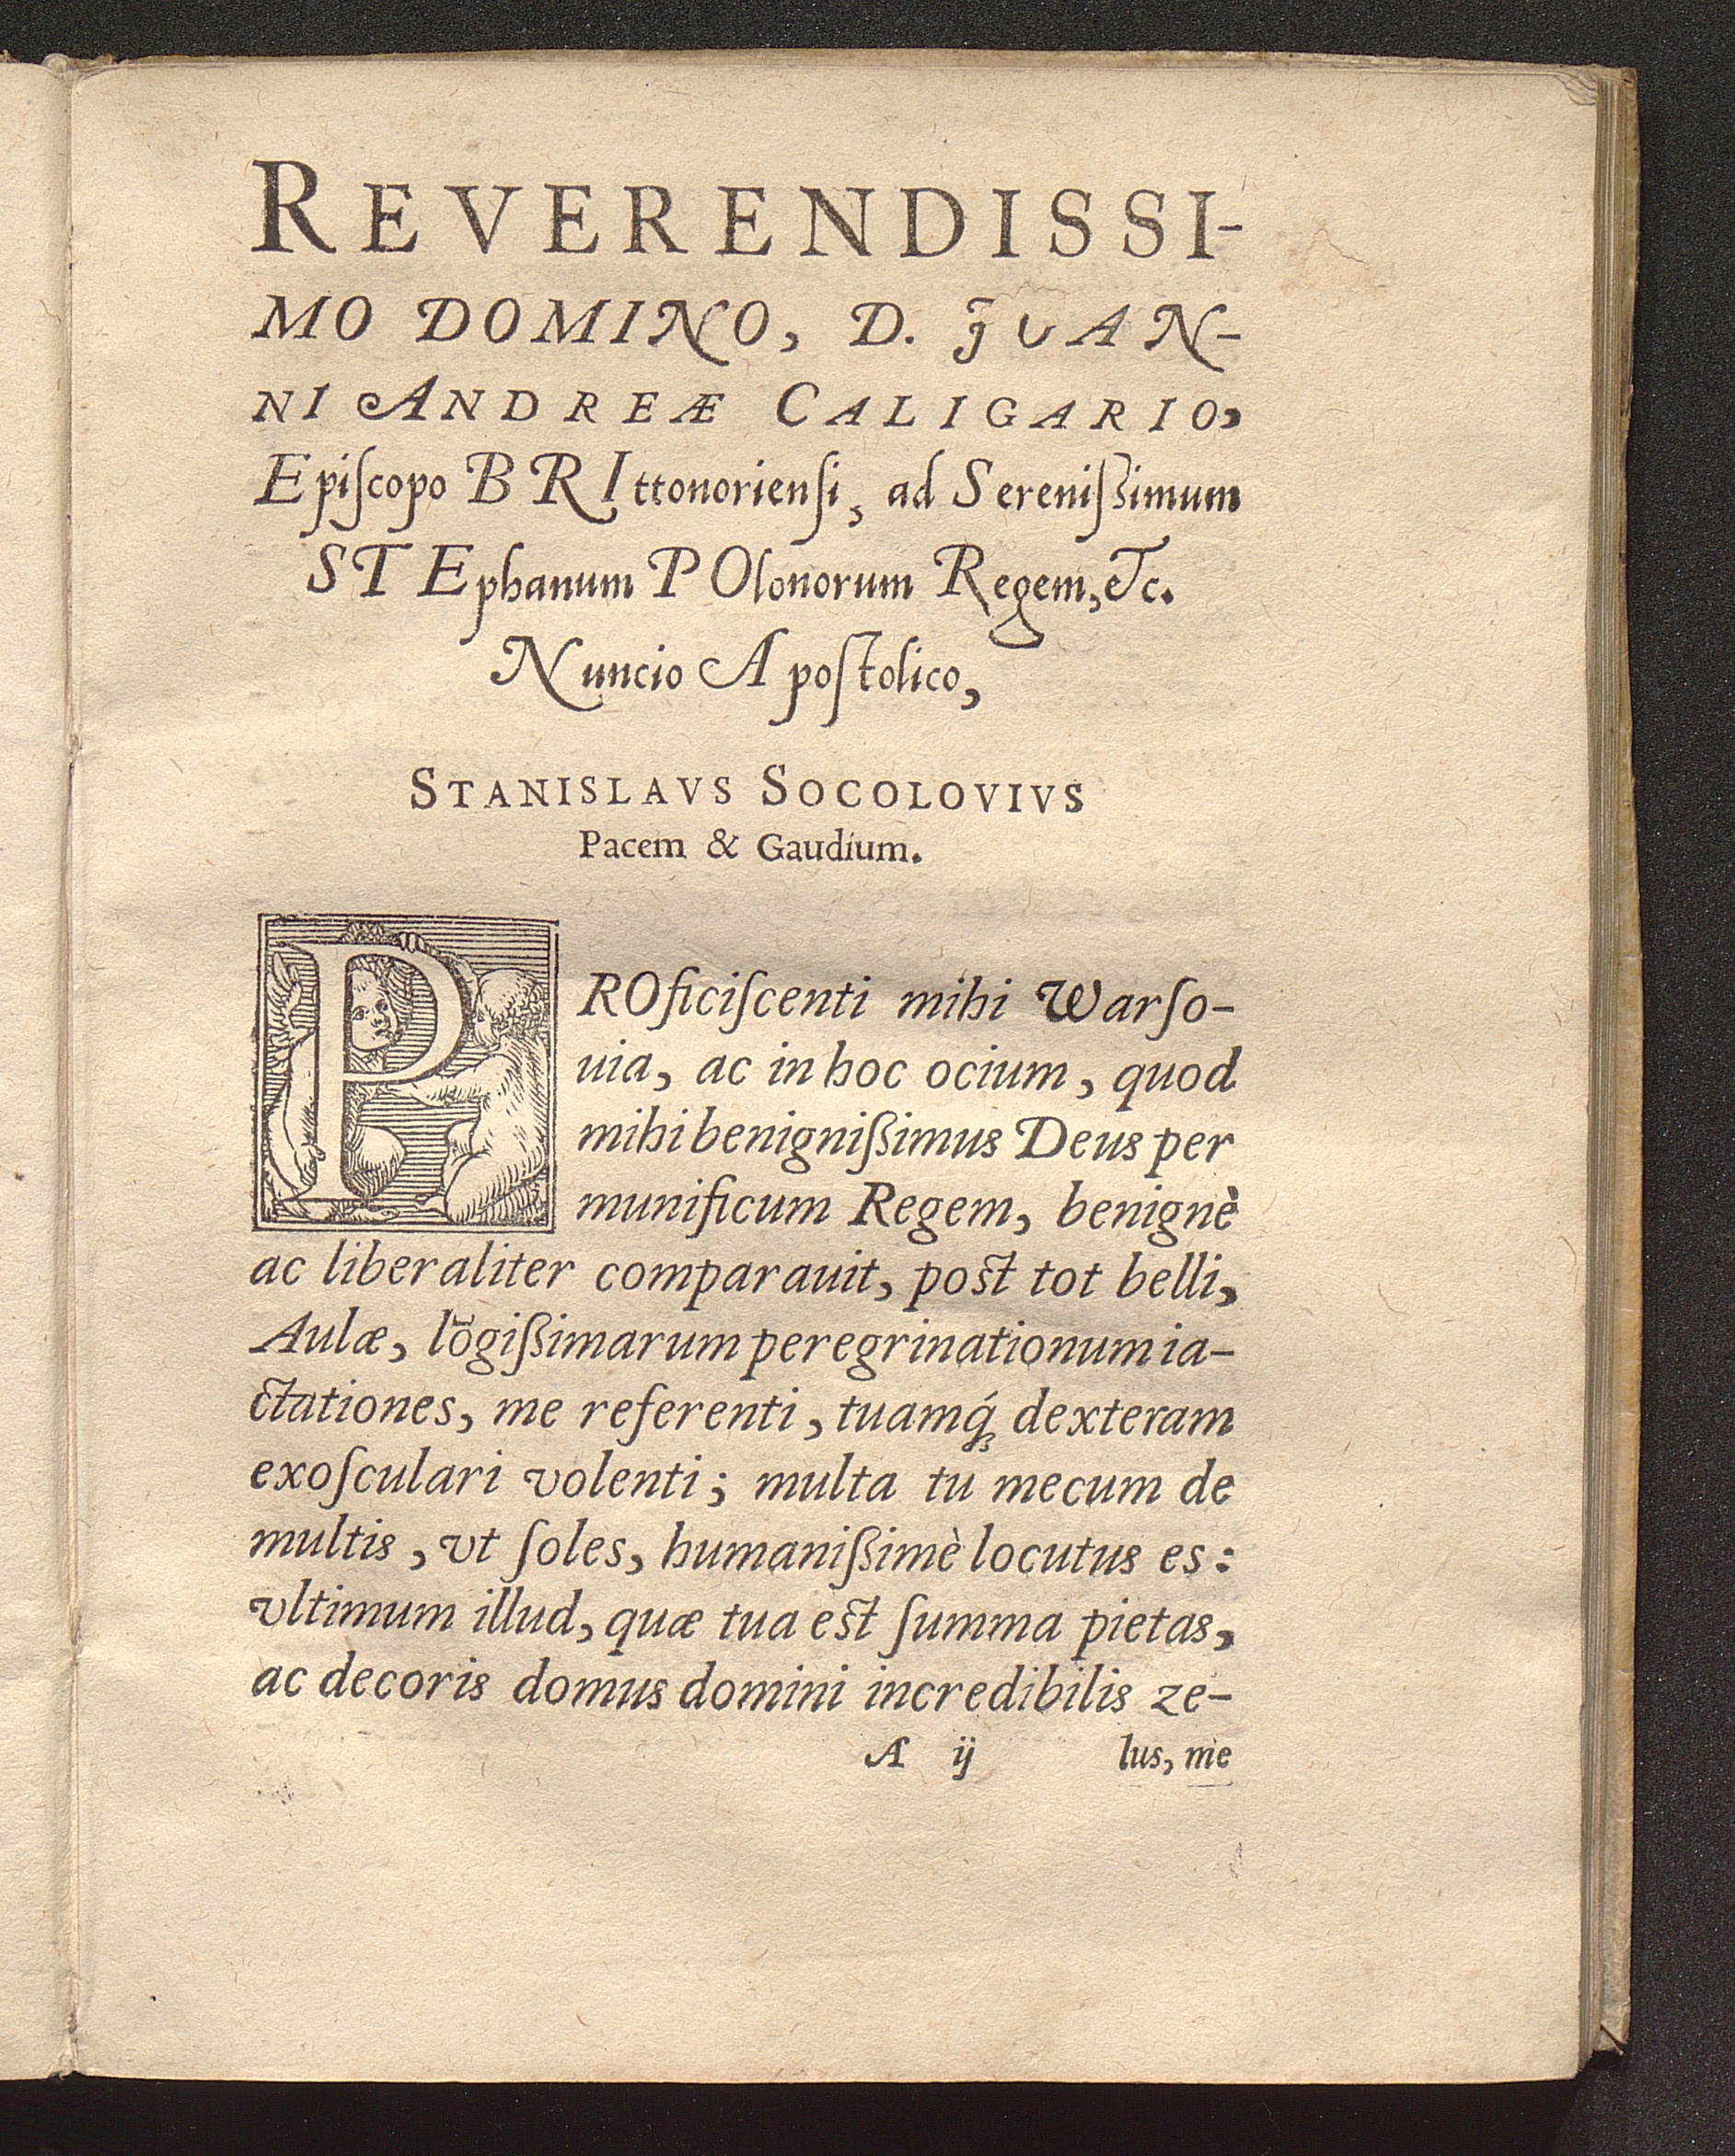 REVERENDISSI-
MO DOMINO, D. JUAN-
NI ANDREÆ CALIGARIO,
Epiſcopo BRIttonorienſi, ad Sereniſſimum
STEphanum POlonorum Regem, &c.
Nuncio Apoſtolico,
STANISLAVS SOCOLOVIVS
Pacem & Gaudium.
PROficiſcenti mihi Warſo-
uia, ac in hoc ocium, quod
mihi benignißimus Deus per
munificum Regem, benignè
ac liberaliter comparauit, post tot belli,
Aulæ, lõgißimarum peregrinationum ia-
ctationes, me referenti, tuamq́; dexteram
exoſculari volenti; multa tu mecum de
multis, vt ſoles, humanißimè locutus es:
vltimum illud, quæ tua est ſumma pietas,
ac decoris domus domini incredibilis ze-
A ij lus, me